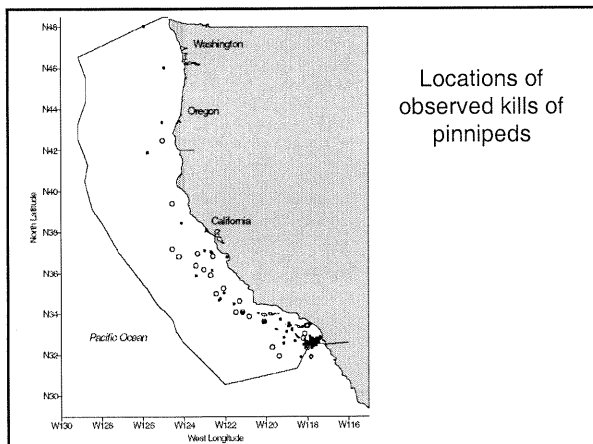 Locations of
observed kills of
pinnipeds
N48
N46
N44
N42
N40
N38
N36
N34
N32
N30
North Latitude
Washington
Oregon
California
Pacific Ocean
W130
W128
W126
W124
W122
W120
W118
W116
West Longitude